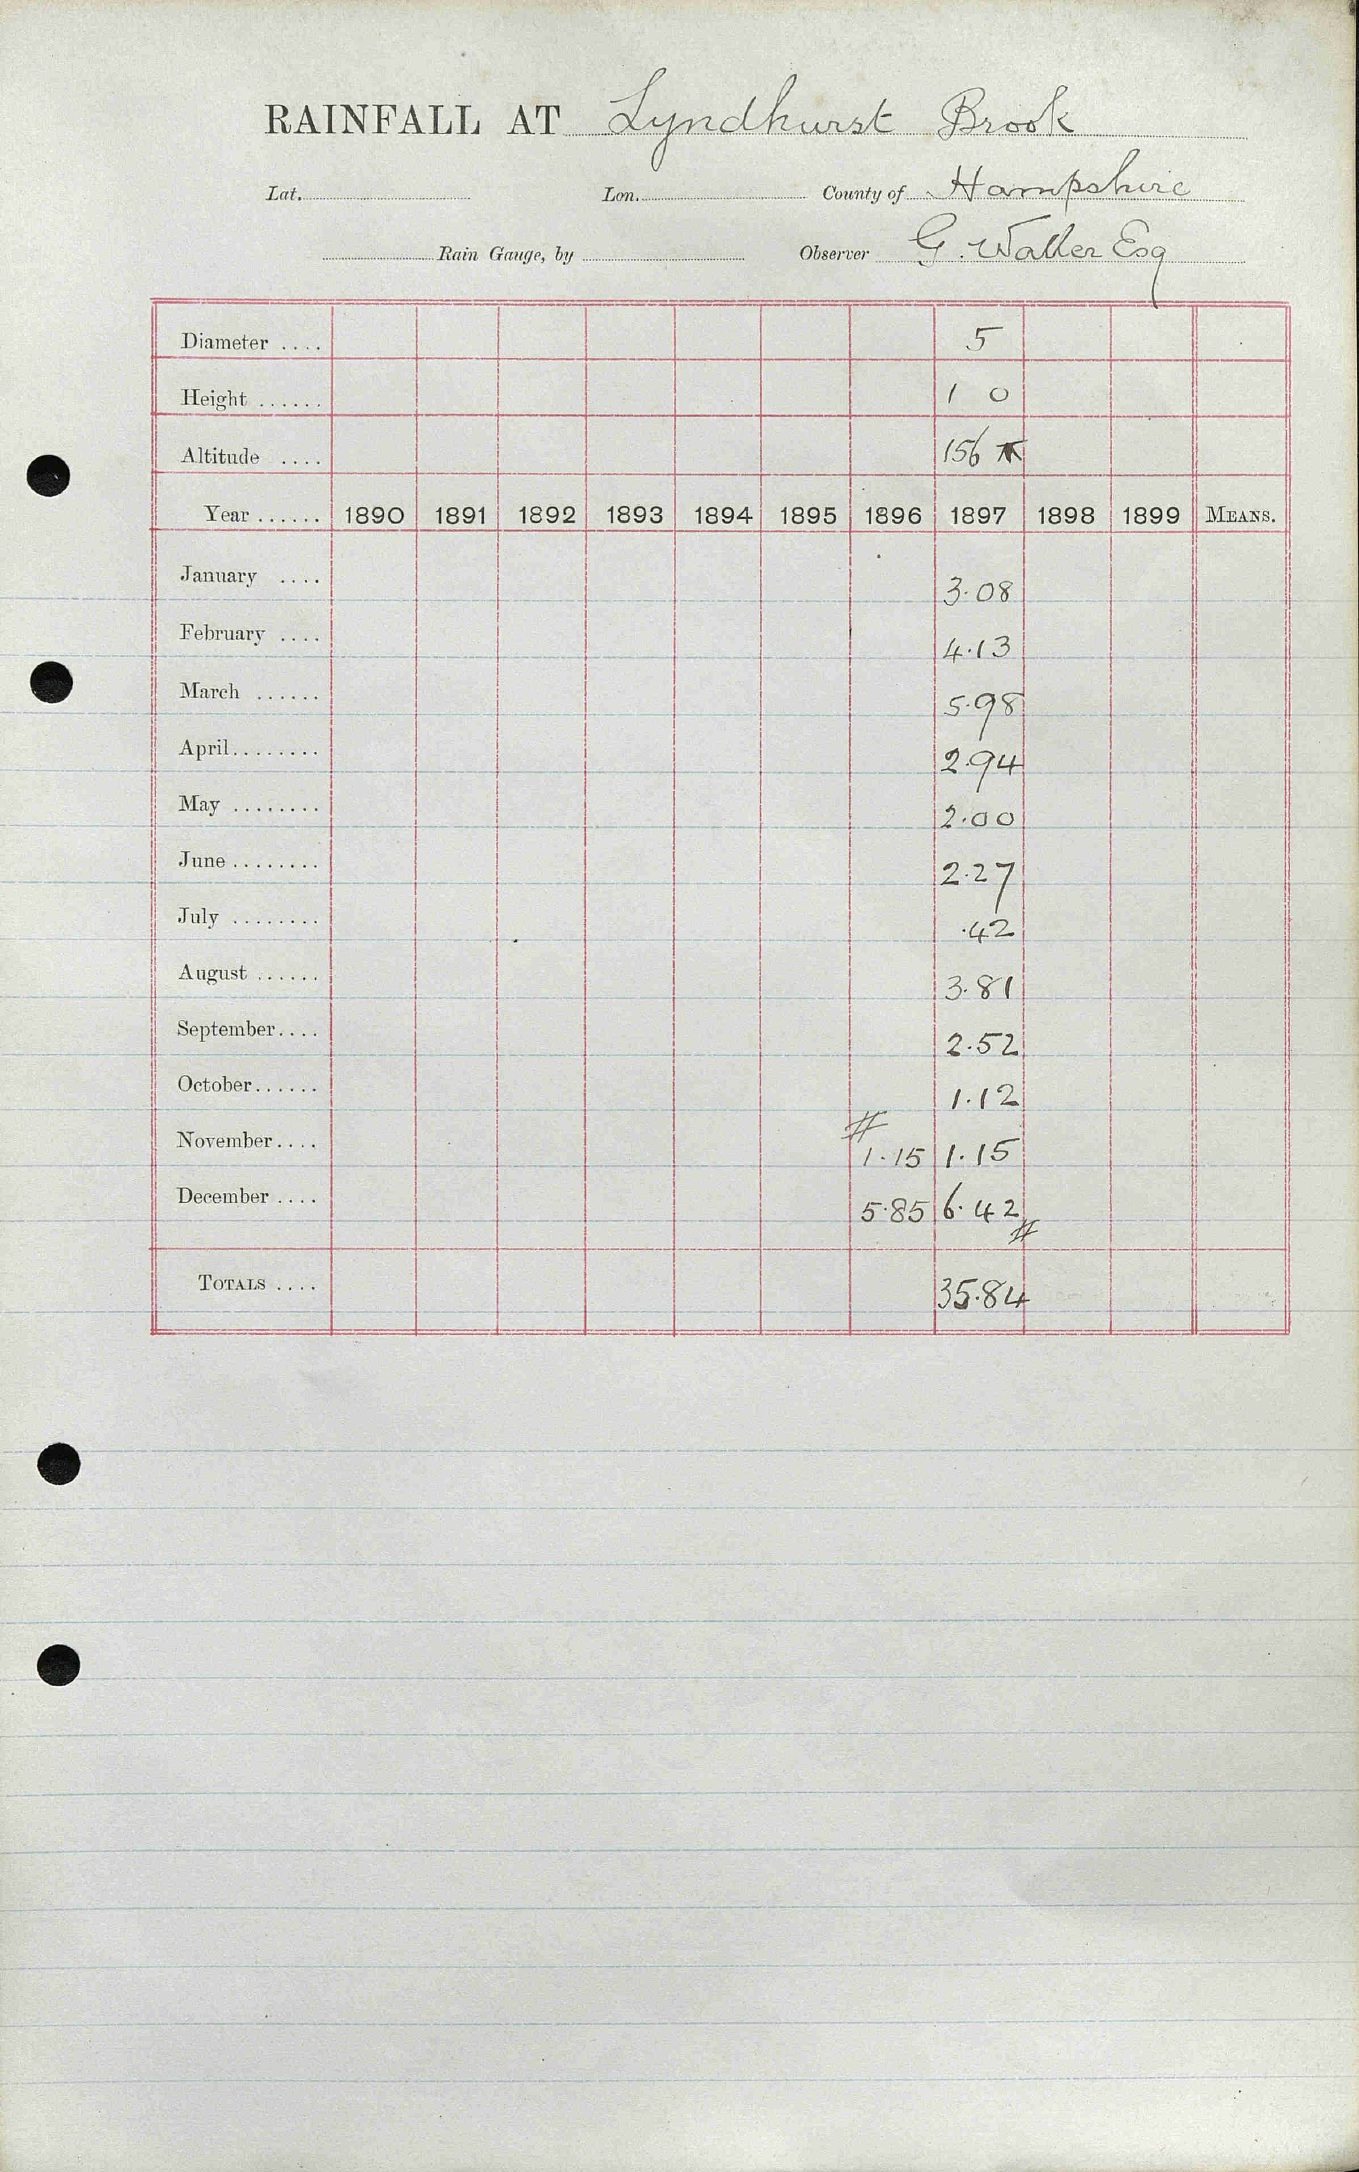 RAINFALL AT Lyndhurst Brook
Lat. Lon. County of Hampshire
Rain Gauge, by Observer G. Waller Esq
Diameter .... 5
Height ...... 1 0
Altitude .... 156
Year ...... 1890 1891 1892 1893 1894 1895 1896 1897 1898 1899 MEANS.
January .... 3.08
February .... 4.13
March ...... 5.98
April........ 2.94
May ........ 2.00
June ........ 2.27
July ........ .42
August ...... 3.81
September.... 2.52
October...... 1.12
November.... # 1.15 1.15
December .... 5.85 6.42 #
TOTALS .... 35.84